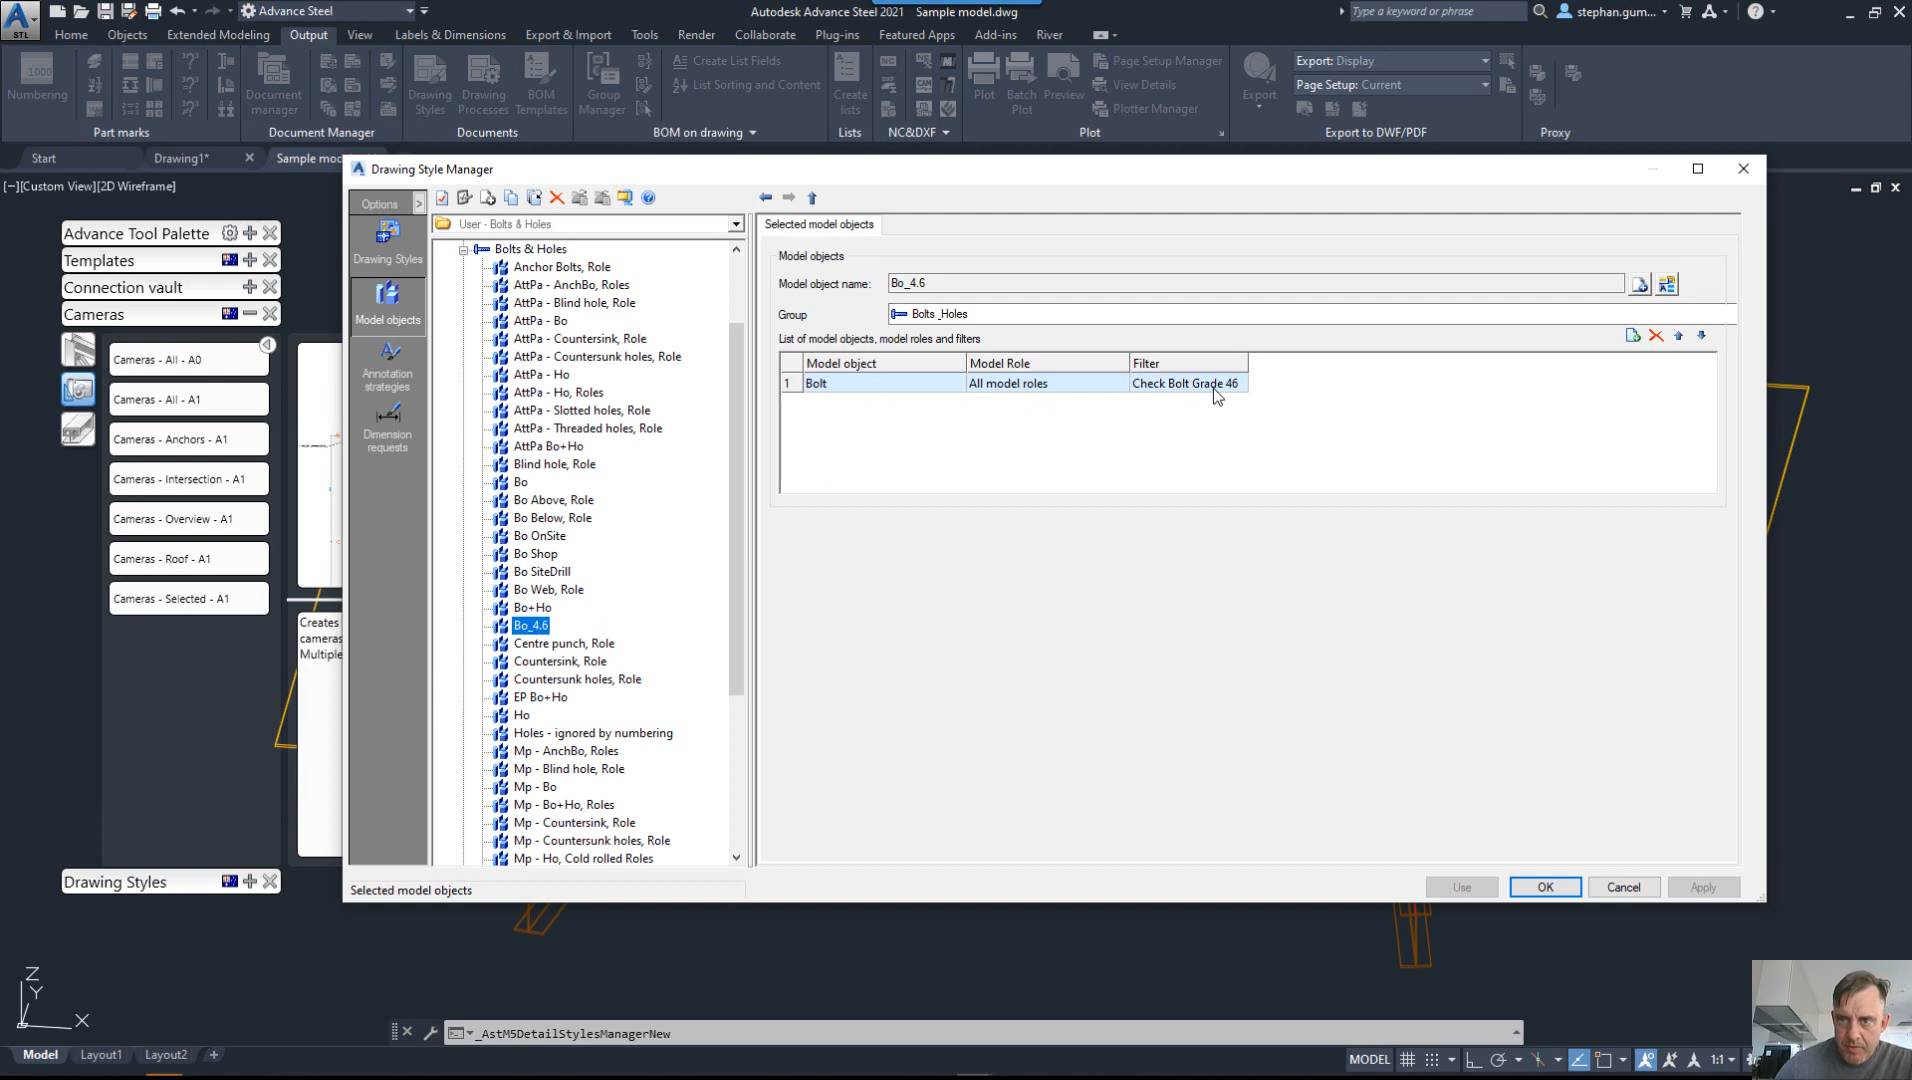 STL
Advance Steel
Autodesk Advance Steel 2021 Sample model.dwg
Type a keyword or phrase
stephan.gum...
Home Objects Extended Modeling Output View Labels & Dimensions Export & Import Tools Render Collaborate Plug-ins Featured Apps Add-ins River
1000
Numbering
Document manager
Drawing Styles
Drawing Processes
BOM Templates
Group Manager
Create List Fields
List Sorting and Content
Create lists
NC
CAM
Plot
Batch Plot
Preview
Page Setup Manager
View Details
Plotter Manager
Export
Export: Display
Page Setup: Current
Part marks Document Manager Documents BOM on drawing Lists NC&DXF Plot Export to DWF/PDF Proxy
Start Drawing1* Sample mo
[−][Custom View][2D Wireframe]
Advance Tool Palette
Templates
Connection vault
Cameras
Cameras - All - A0
Cameras - All - A1
Cameras - Anchors - A1
Cameras - Intersection - A1
Cameras - Overview - A1
Cameras - Roof - A1
Cameras - Selected - A1
Creates
cameras
Multiple
Drawing Styles
Drawing Style Manager
Options
Drawing Styles
Model objects
Annotation strategies
Dimension requests
User - Bolts & Holes
Bolts & Holes
Anchor Bolts, Role
AttPa - AnchBo, Roles
AttPa - Blind hole, Role
AttPa - Bo
AttPa - Countersink, Role
AttPa - Countersunk holes, Role
AttPa - Ho
AttPa - Ho, Roles
AttPa - Slotted holes, Role
AttPa - Threaded holes, Role
AttPa Bo+Ho
Blind hole, Role
Bo
Bo Above, Role
Bo Below, Role
Bo OnSite
Bo Shop
Bo SiteDrill
Bo Web, Role
Bo+Ho
Bo_4.6
Centre punch, Role
Countersink, Role
Countersunk holes, Role
EP Bo+Ho
Ho
Holes - ignored by numbering
Mp - AnchBo, Roles
Mp - Blind hole, Role
Mp - Bo
Mp - Bo+Ho, Roles
Mp - Countersink, Role
Mp - Countersunk holes, Role
Mp - Ho, Cold rolled Roles
Selected model objects
Selected model objects
Model objects
Model object name: Bo_4.6
Group Bolts _Holes
List of model objects, model roles and filters
Model object Model Role Filter
1 Bolt All model roles Check Bolt Grade 46
Use OK Cancel Apply
Z
Y
X
_AstM5DetailStylesManagerNew
Model Layout1 Layout2 +
MODEL 1:1